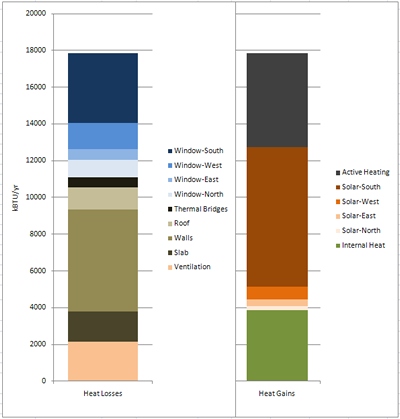 20000
18000
16000
14000
12000
10000
8000
6000
4000
2000
0
kBTU/yr
Window-South
Window-West
Window-East
Window-North
Thermal Bridges
Roof
Walls
Slab
Ventilation
Heat Losses
Active Heating
Solar-South
Solar-West
Solar-East
Solar-North
Internal Heat
Heat Gains